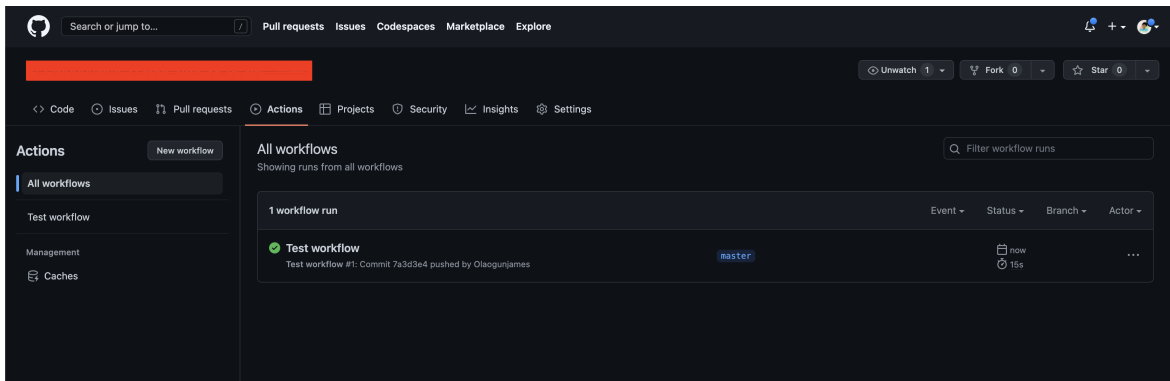 Search or jump to... / Pull requests Issues Codespaces Marketplace Explore
Unwatch 1 Fork 0 Star 0
<> Code Issues Pull requests Actions Projects Security Insights Settings
Actions New workflow
All workflows
Test workflow
Management
Caches
All workflows
Showing runs from all workflows
Filter workflow runs
1 workflow run Event Status Branch Actor
Test workflow
Test workflow #1: Commit 7a3d3e4 pushed by Olaogunjames
master
now
15s